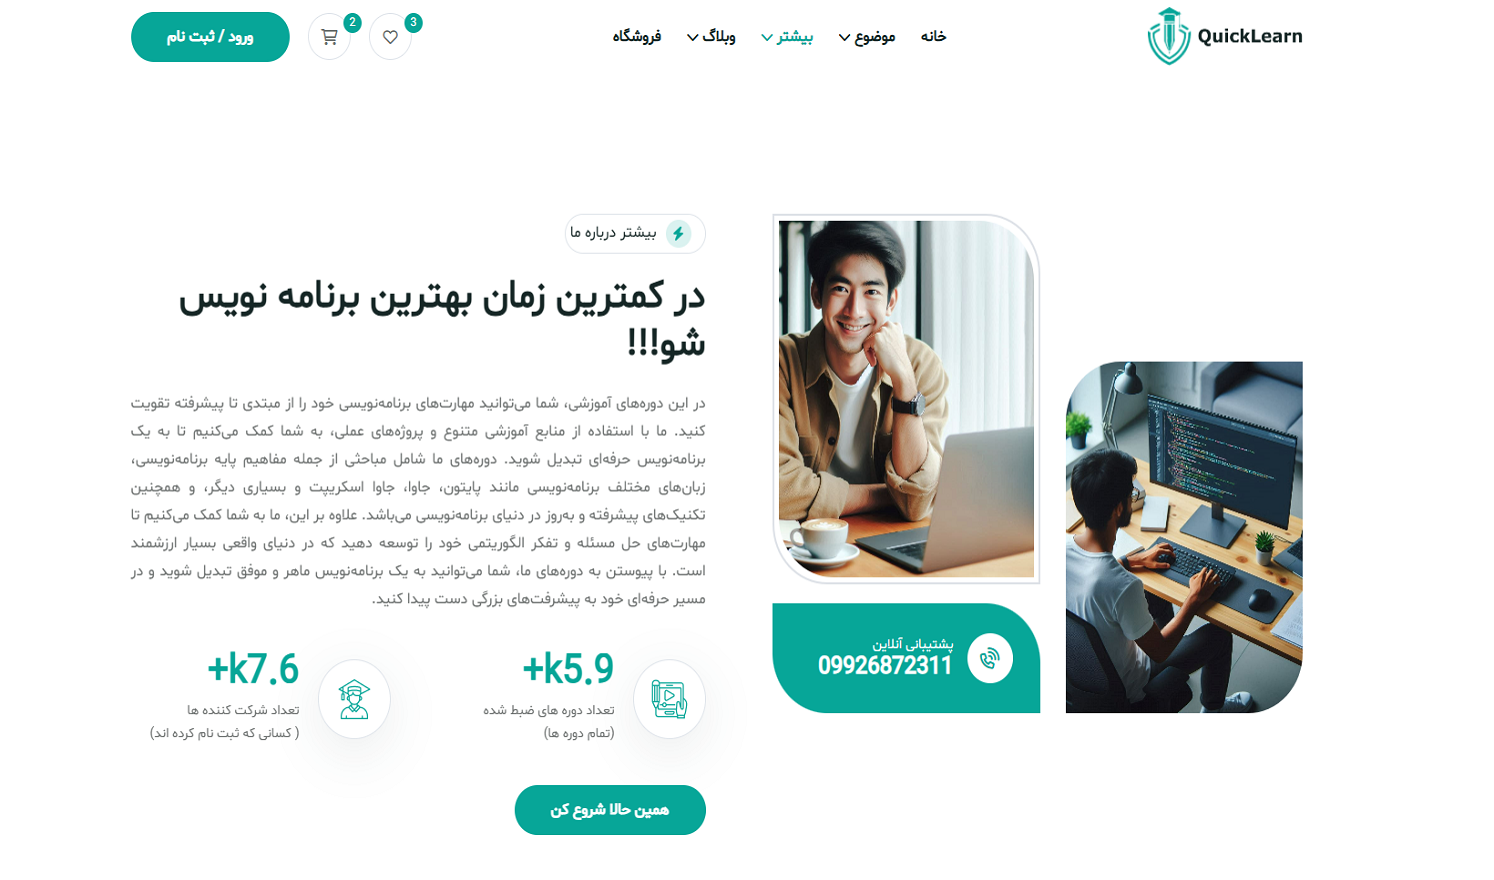 QuickLearn
خانه
موضوع
بیشتر
وبلاگ
فروشگاه
3
2
ورود / ثبت نام
بیشتر درباره ما
در کمترین زمان بهترین برنامه نویس
شو!!!
در این دوره‌های آموزشی، شما می‌توانید مهارت‌های برنامه‌نویسی خود را از مبتدی تا پیشرفته تقویت
کنید. ما با استفاده از منابع آموزشی متنوع و پروژه‌های عملی، به شما کمک می‌کنیم تا به یک
برنامه‌نویس حرفه‌ای تبدیل شوید. دوره‌های ما شامل مباحثی از جمله مفاهیم پایه برنامه‌نویسی،
زبان‌های مختلف برنامه‌نویسی مانند پایتون، جاوا، جاوا اسکریپت و بسیاری دیگر، و همچنین
تکنیک‌های پیشرفته و به‌روز در دنیای برنامه‌نویسی می‌باشد. علاوه بر این، ما به شما کمک می‌کنیم تا
مهارت‌های حل مسئله و تفکر الگوریتمی خود را توسعه دهید که در دنیای واقعی بسیار ارزشمند
است. با پیوستن به دوره‌های ما، شما می‌توانید به یک برنامه‌نویس ماهر و موفق تبدیل شوید و در
مسیر حرفه‌ای خود به پیشرفت‌های بزرگی دست پیدا کنید.
+k5.9
تعداد دوره های ضبط شده
(تمام دوره ها)
+k7.6
تعداد شرکت کننده ها
( کسانی که ثبت نام کرده اند)
همین حالا شروع کن
پشتیبانی آنلاین
09926872311